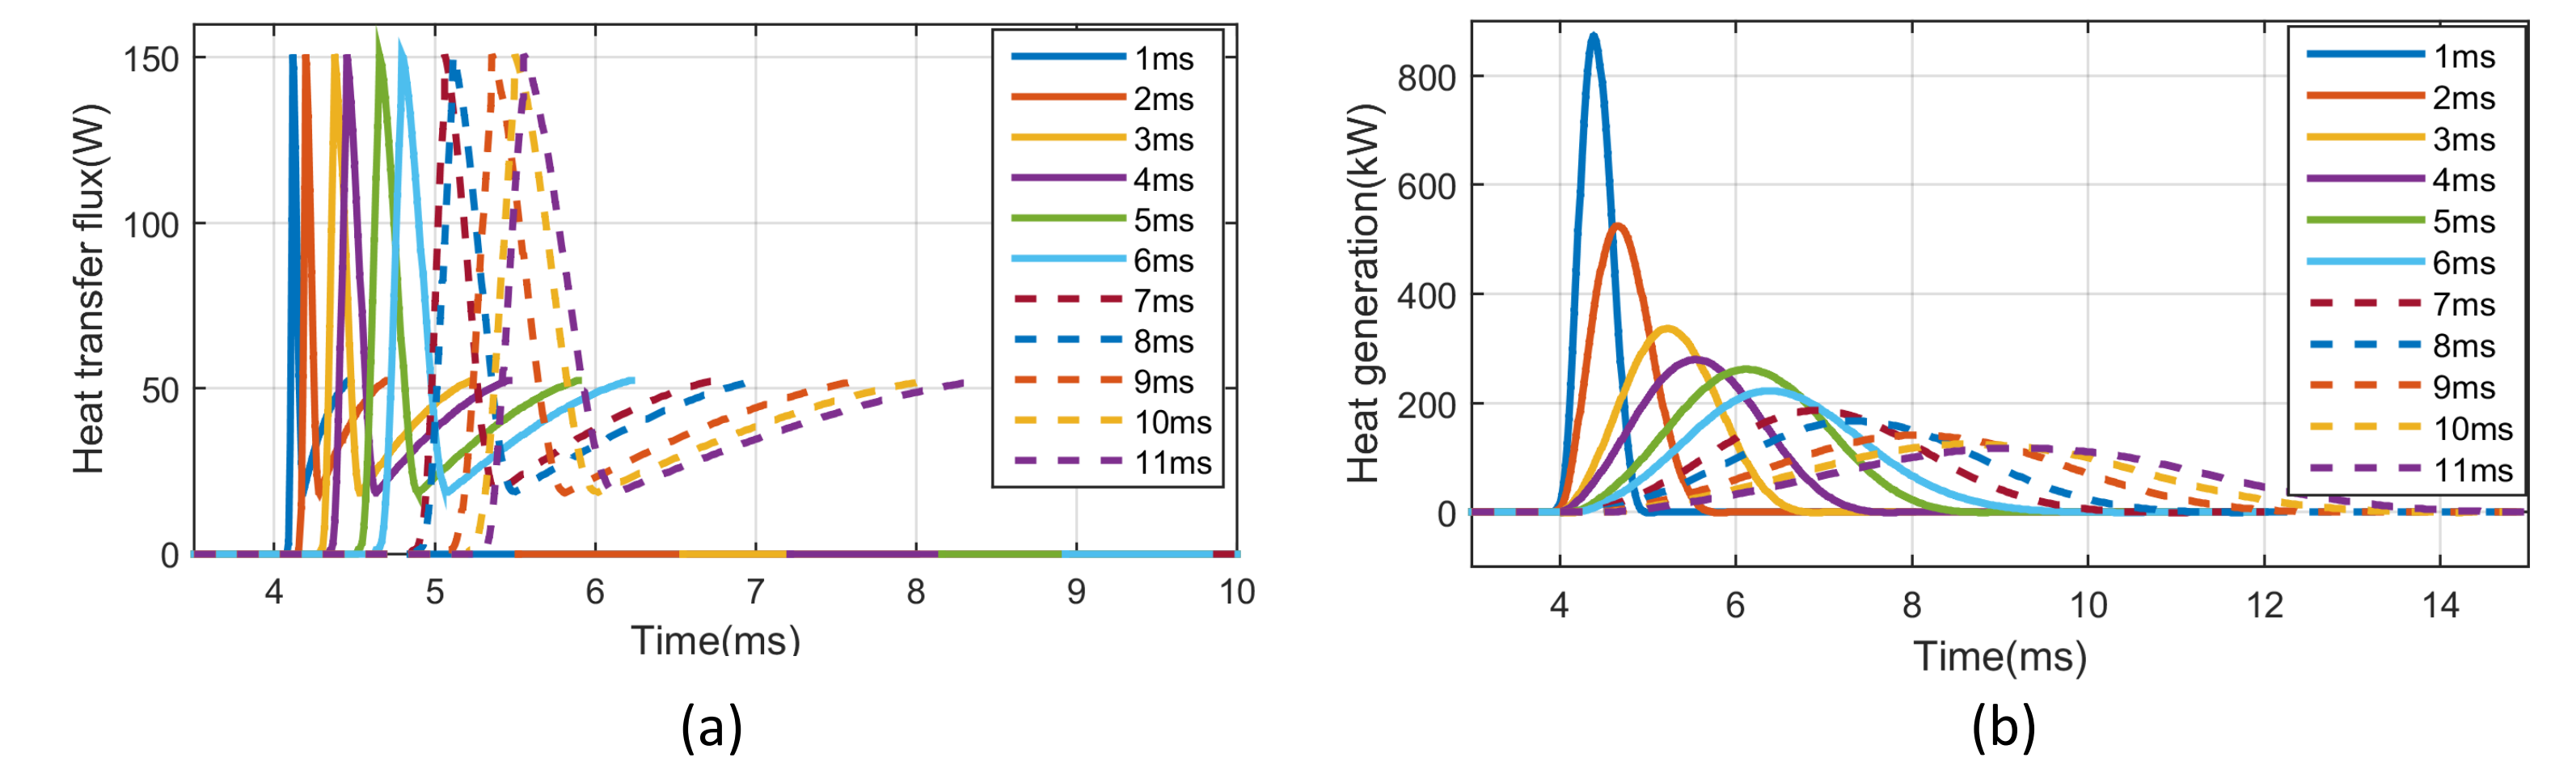 Heat transfer flux(W)
150
100
50
0
4 5 6 7 8 9 10
Time(ms)
1ms
2ms
3ms
4ms
5ms
6ms
7ms
8ms
9ms
10ms
11ms
(a)
Heat generation(kW)
800
600
400
200
0
4 6 8 10 12 14
Time(ms)
1ms
2ms
3ms
4ms
5ms
6ms
7ms
8ms
9ms
10ms
11ms
(b)